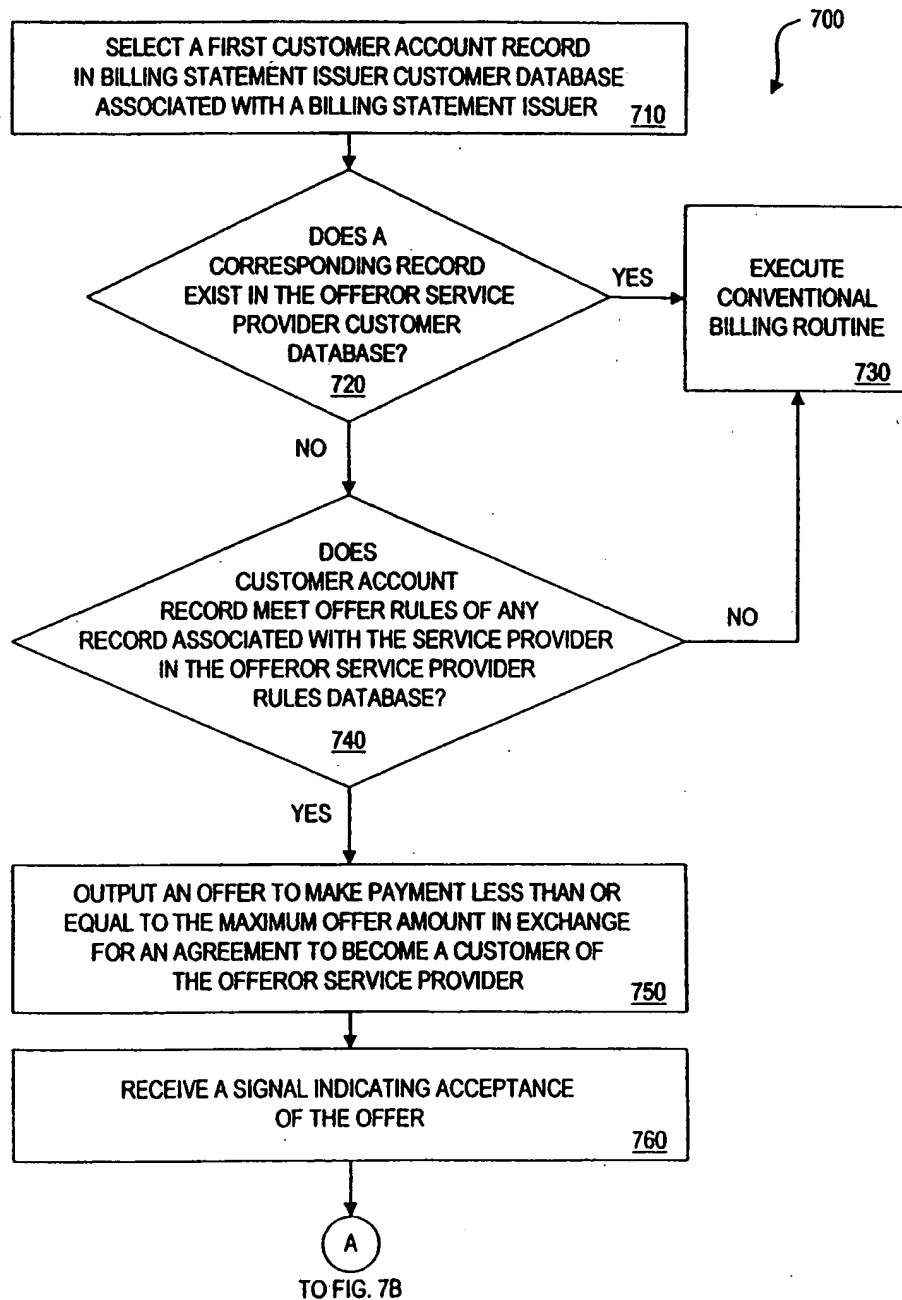 700
SELECT A FIRST CUSTOMER ACCOUNT RECORD
IN BILLING STATEMENT ISSUER CUSTOMER DATABASE
ASSOCIATED WITH A BILLING STATEMENT ISSUER
710
DOES A
CORRESPONDING RECORD
EXIST IN THE OFFEROR SERVICE
PROVIDER CUSTOMER
DATABASE?
720
YES
EXECUTE
CONVENTIONAL
BILLING ROUTINE
730
NO
DOES
CUSTOMER ACCOUNT
RECORD MEET OFFER RULES OF ANY
RECORD ASSOCIATED WITH THE SERVICE PROVIDER
IN THE OFFEROR SERVICE PROVIDER
RULES DATABASE?
740
NO
YES
OUTPUT AN OFFER TO MAKE PAYMENT LESS THAN OR
EQUAL TO THE MAXIMUM OFFER AMOUNT IN EXCHANGE
FOR AN AGREEMENT TO BECOME A CUSTOMER OF
THE OFFEROR SERVICE PROVIDER
750
RECEIVE A SIGNAL INDICATING ACCEPTANCE
OF THE OFFER
760
A
TO FIG. 7B